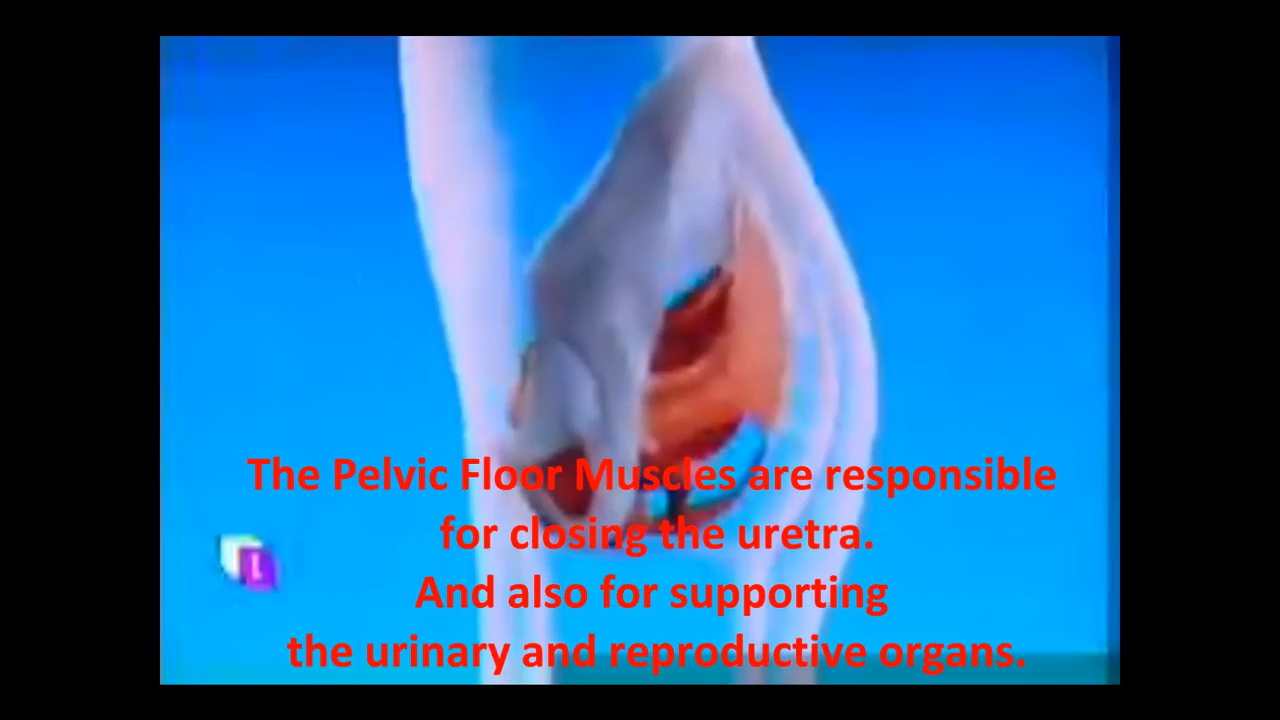 The Pelvic Floor Muscles are responsible
for closing the uretra.
And also for supporting
the urinary and reproductive organs.